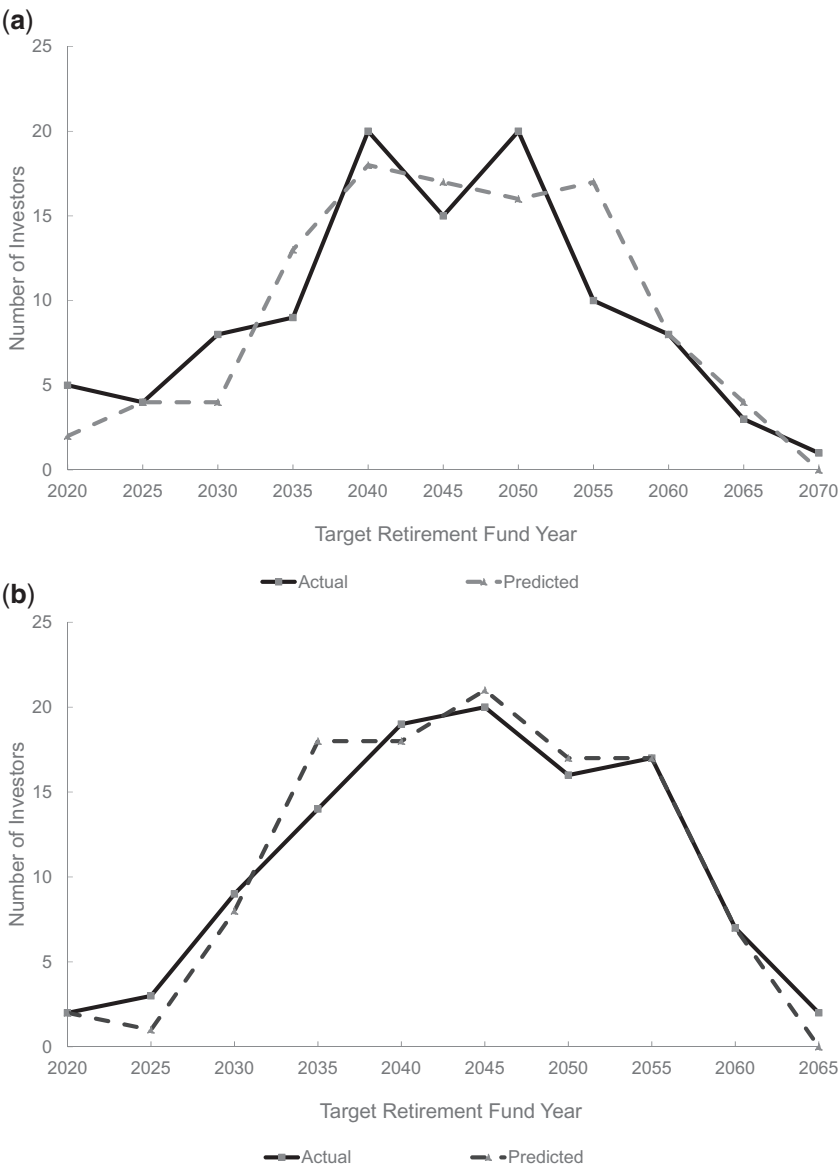 (a)
25
20
15
10
5
0
Number of Investors
2020 2025 2030 2035 2040 2045 2050 2055 2060 2065 2070
Target Retirement Fund Year
Actual Predicted
(b)
25
20
15
10
5
0
Number of Investors
2020 2025 2030 2035 2040 2045 2050 2055 2060 2065
Target Retirement Fund Year
Actual Predicted